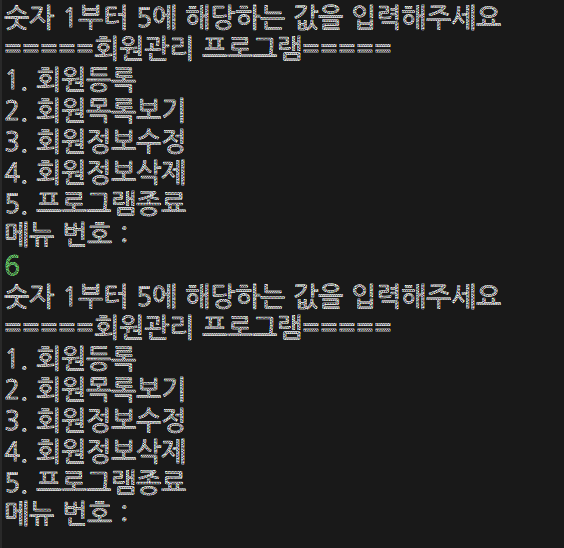 숫자 1부터 5에 해당하는 값을 입력해주세요
=====회원관리 프로그램=====
1. 회원등록
2. 회원목록보기
3. 회원정보수정
4. 회원정보삭제
5. 프로그램종료
메뉴 번호 :
6
숫자 1부터 5에 해당하는 값을 입력해주세요
=====회원관리 프로그램=====
1. 회원등록
2. 회원목록보기
3. 회원정보수정
4. 회원정보삭제
5. 프로그램종료
메뉴 번호 :